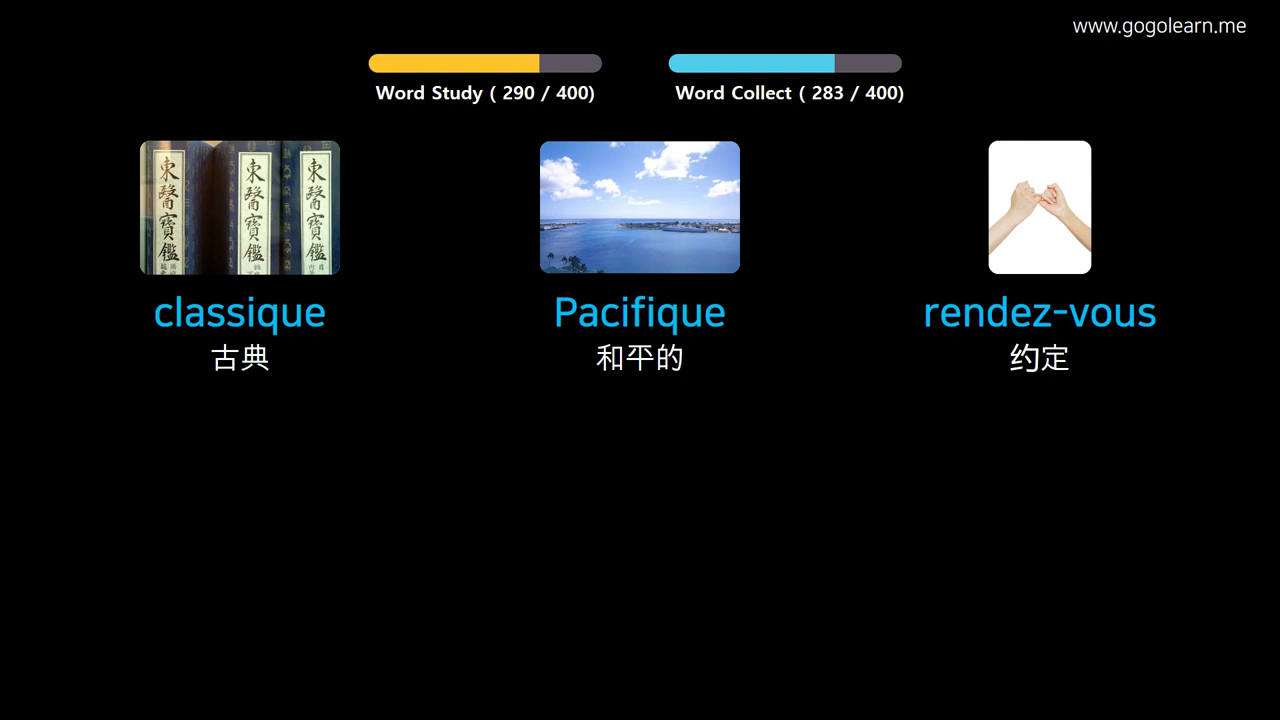 www.gogolearn.me
Word Study ( 290 / 400)
Word Collect ( 283 / 400)
東醫寶鑑
東醫寶鑑
東醫寶鑑
classique
Pacifique
rendez-vous
古典
和平的
约定